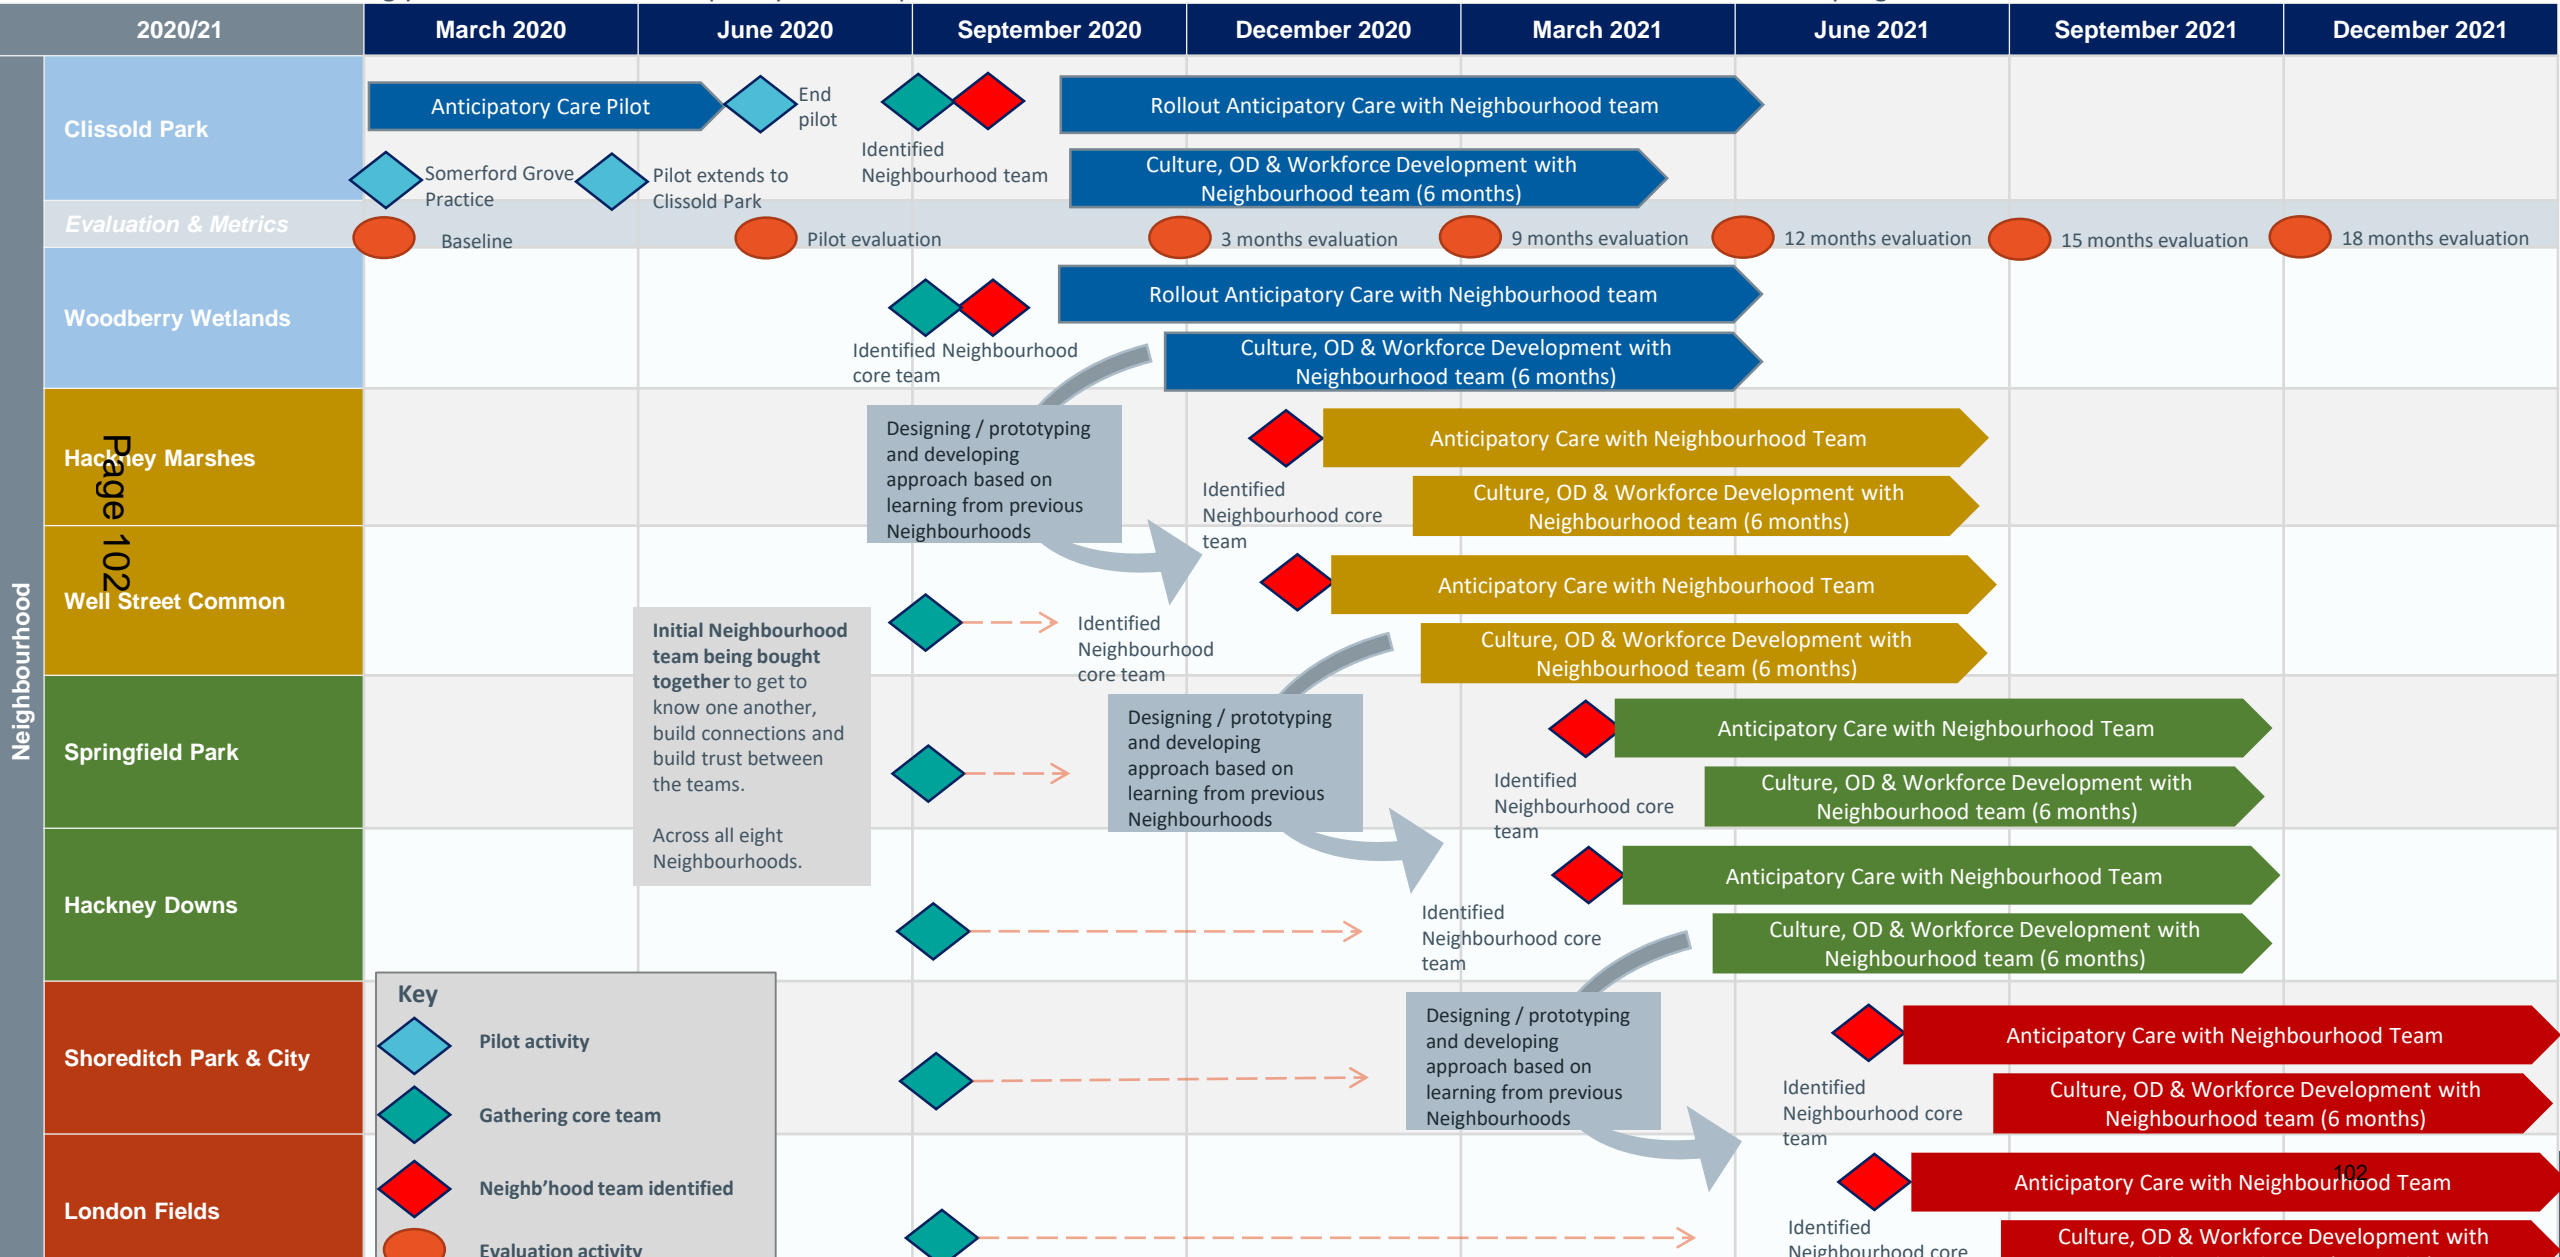 2020/21
March 2020
June 2020
September 2020
December 2020
March 2021
June 2021
September 2021
December 2021
Neighbourhood
Clissold Park
Anticipatory Care Pilot
End
pilot
Somerford Grove
Practice
Pilot extends to
Clissold Park
Identified
Neighbourhood team
Rollout Anticipatory Care with Neighbourhood team
Culture, OD & Workforce Development with
Neighbourhood team (6 months)
Evaluation & Metrics
Baseline
Pilot evaluation
3 months evaluation
9 months evaluation
12 months evaluation
15 months evaluation
18 months evaluation
Woodberry Wetlands
Identified Neighbourhood
core team
Rollout Anticipatory Care with Neighbourhood team
Culture, OD & Workforce Development with
Neighbourhood team (6 months)
Hackney Marshes
Page 102
Designing / prototyping
and developing
approach based on
learning from previous
Neighbourhoods
Identified
Neighbourhood core
team
Anticipatory Care with Neighbourhood Team
Culture, OD & Workforce Development with
Neighbourhood team (6 months)
Well Street Common
Initial Neighbourhood
team being bought
together to get to
know one another,
build connections and
build trust between
the teams.
Across all eight
Neighbourhoods.
Identified
Neighbourhood
core team
Anticipatory Care with Neighbourhood Team
Culture, OD & Workforce Development with
Neighbourhood team (6 months)
Springfield Park
Designing / prototyping
and developing
approach based on
learning from previous
Neighbourhoods
Identified
Neighbourhood core
team
Anticipatory Care with Neighbourhood Team
Culture, OD & Workforce Development with
Neighbourhood team (6 months)
Hackney Downs
Identified
Neighbourhood core
team
Anticipatory Care with Neighbourhood Team
Culture, OD & Workforce Development with
Neighbourhood team (6 months)
Shoreditch Park & City
Designing / prototyping
and developing
approach based on
learning from previous
Neighbourhoods
Identified
Neighbourhood core
team
Anticipatory Care with Neighbourhood Team
Culture, OD & Workforce Development with
Neighbourhood team (6 months)
London Fields
Identified
Neighbourhood core
Anticipatory Care with Neighbourhood Team
102
Culture, OD & Workforce Development with
Key
Pilot activity
Gathering core team
Neighb'hood team identified
Evaluation activity